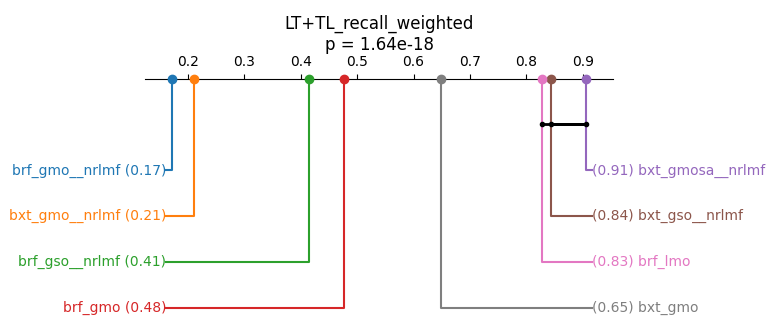 LT+TL_recall_weighted
p = 1.64e-18
0.2 0.3 0.4 0.5 0.6 0.7 0.8 0.9
brf_gmo__nrlmf (0.17) (0.91) bxt_gmosa__nrlmf
bxt_gmo__nrlmf (0.21) (0.84) bxt_gso__nrlmf
brf_gso__nrlmf (0.41) (0.83) brf_lmo
brf_gmo (0.48) (0.65) bxt_gmo